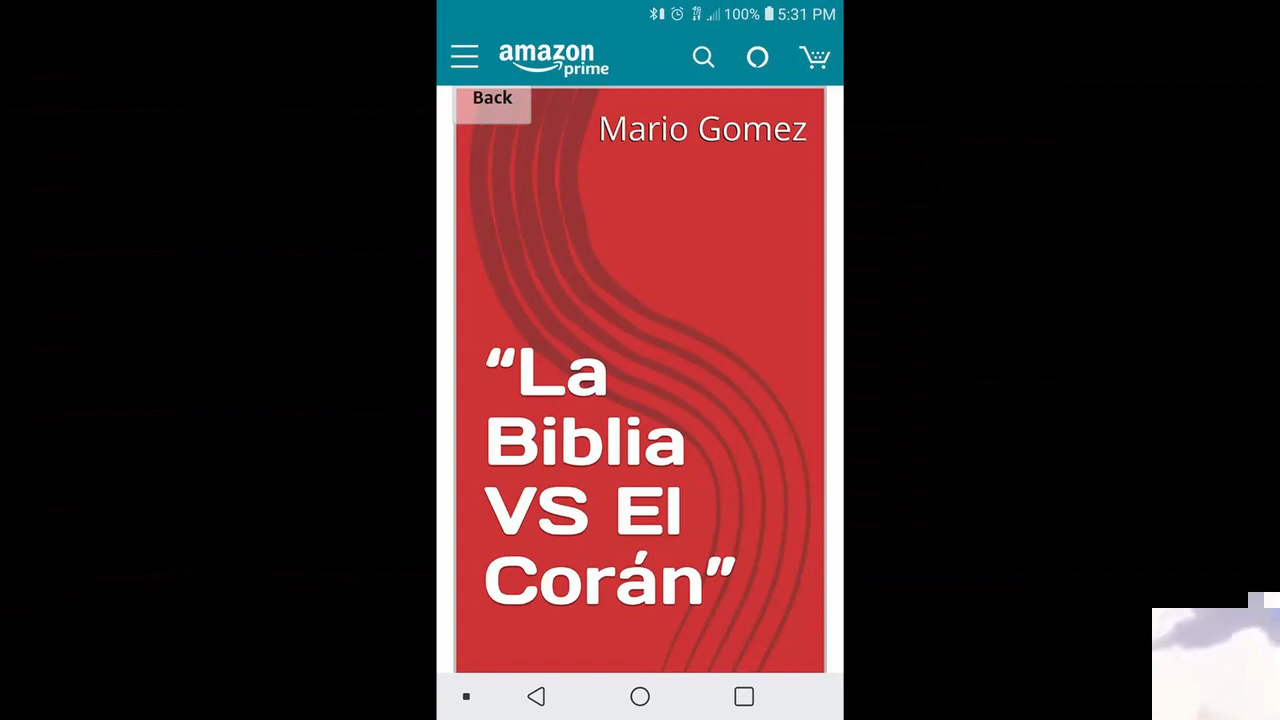 100% 5:31 PM
amazon prime
Back
Mario Gomez
“La
Biblia
VS El
Corán”